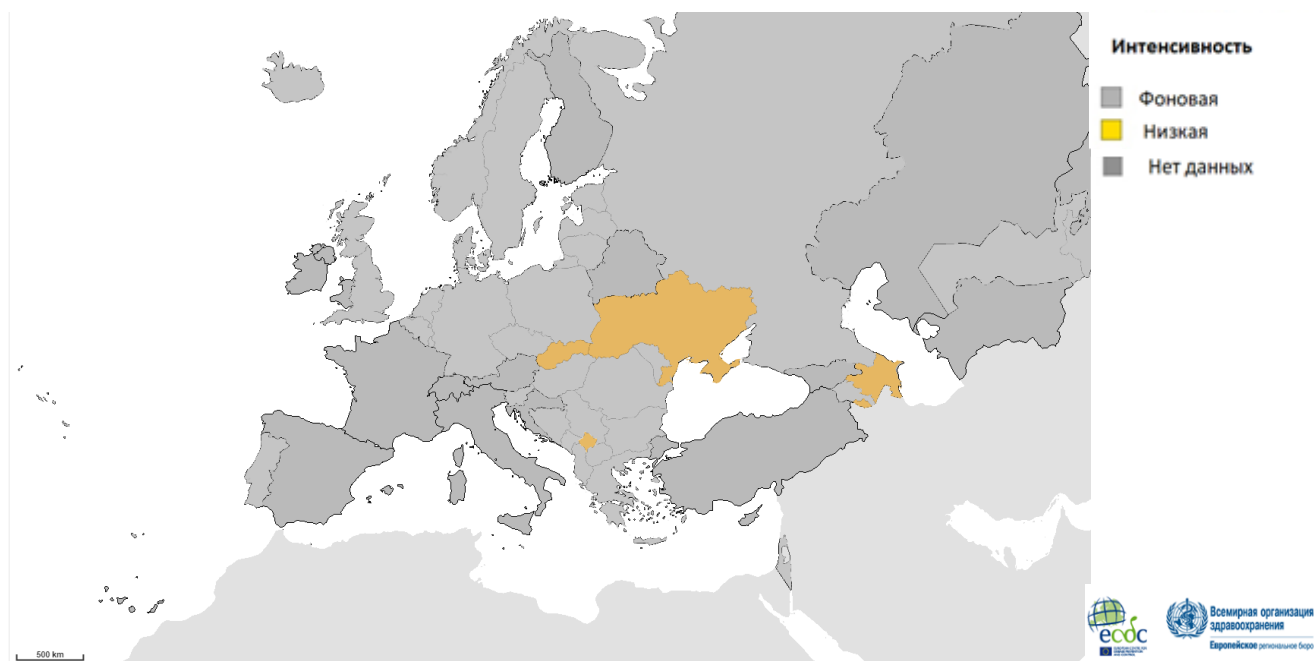 Интенсивность
Фоновая
Низкая
Нет данных
500 km
ecdc
Всемирная организация
здравоохранения
Европейское региональное бюро